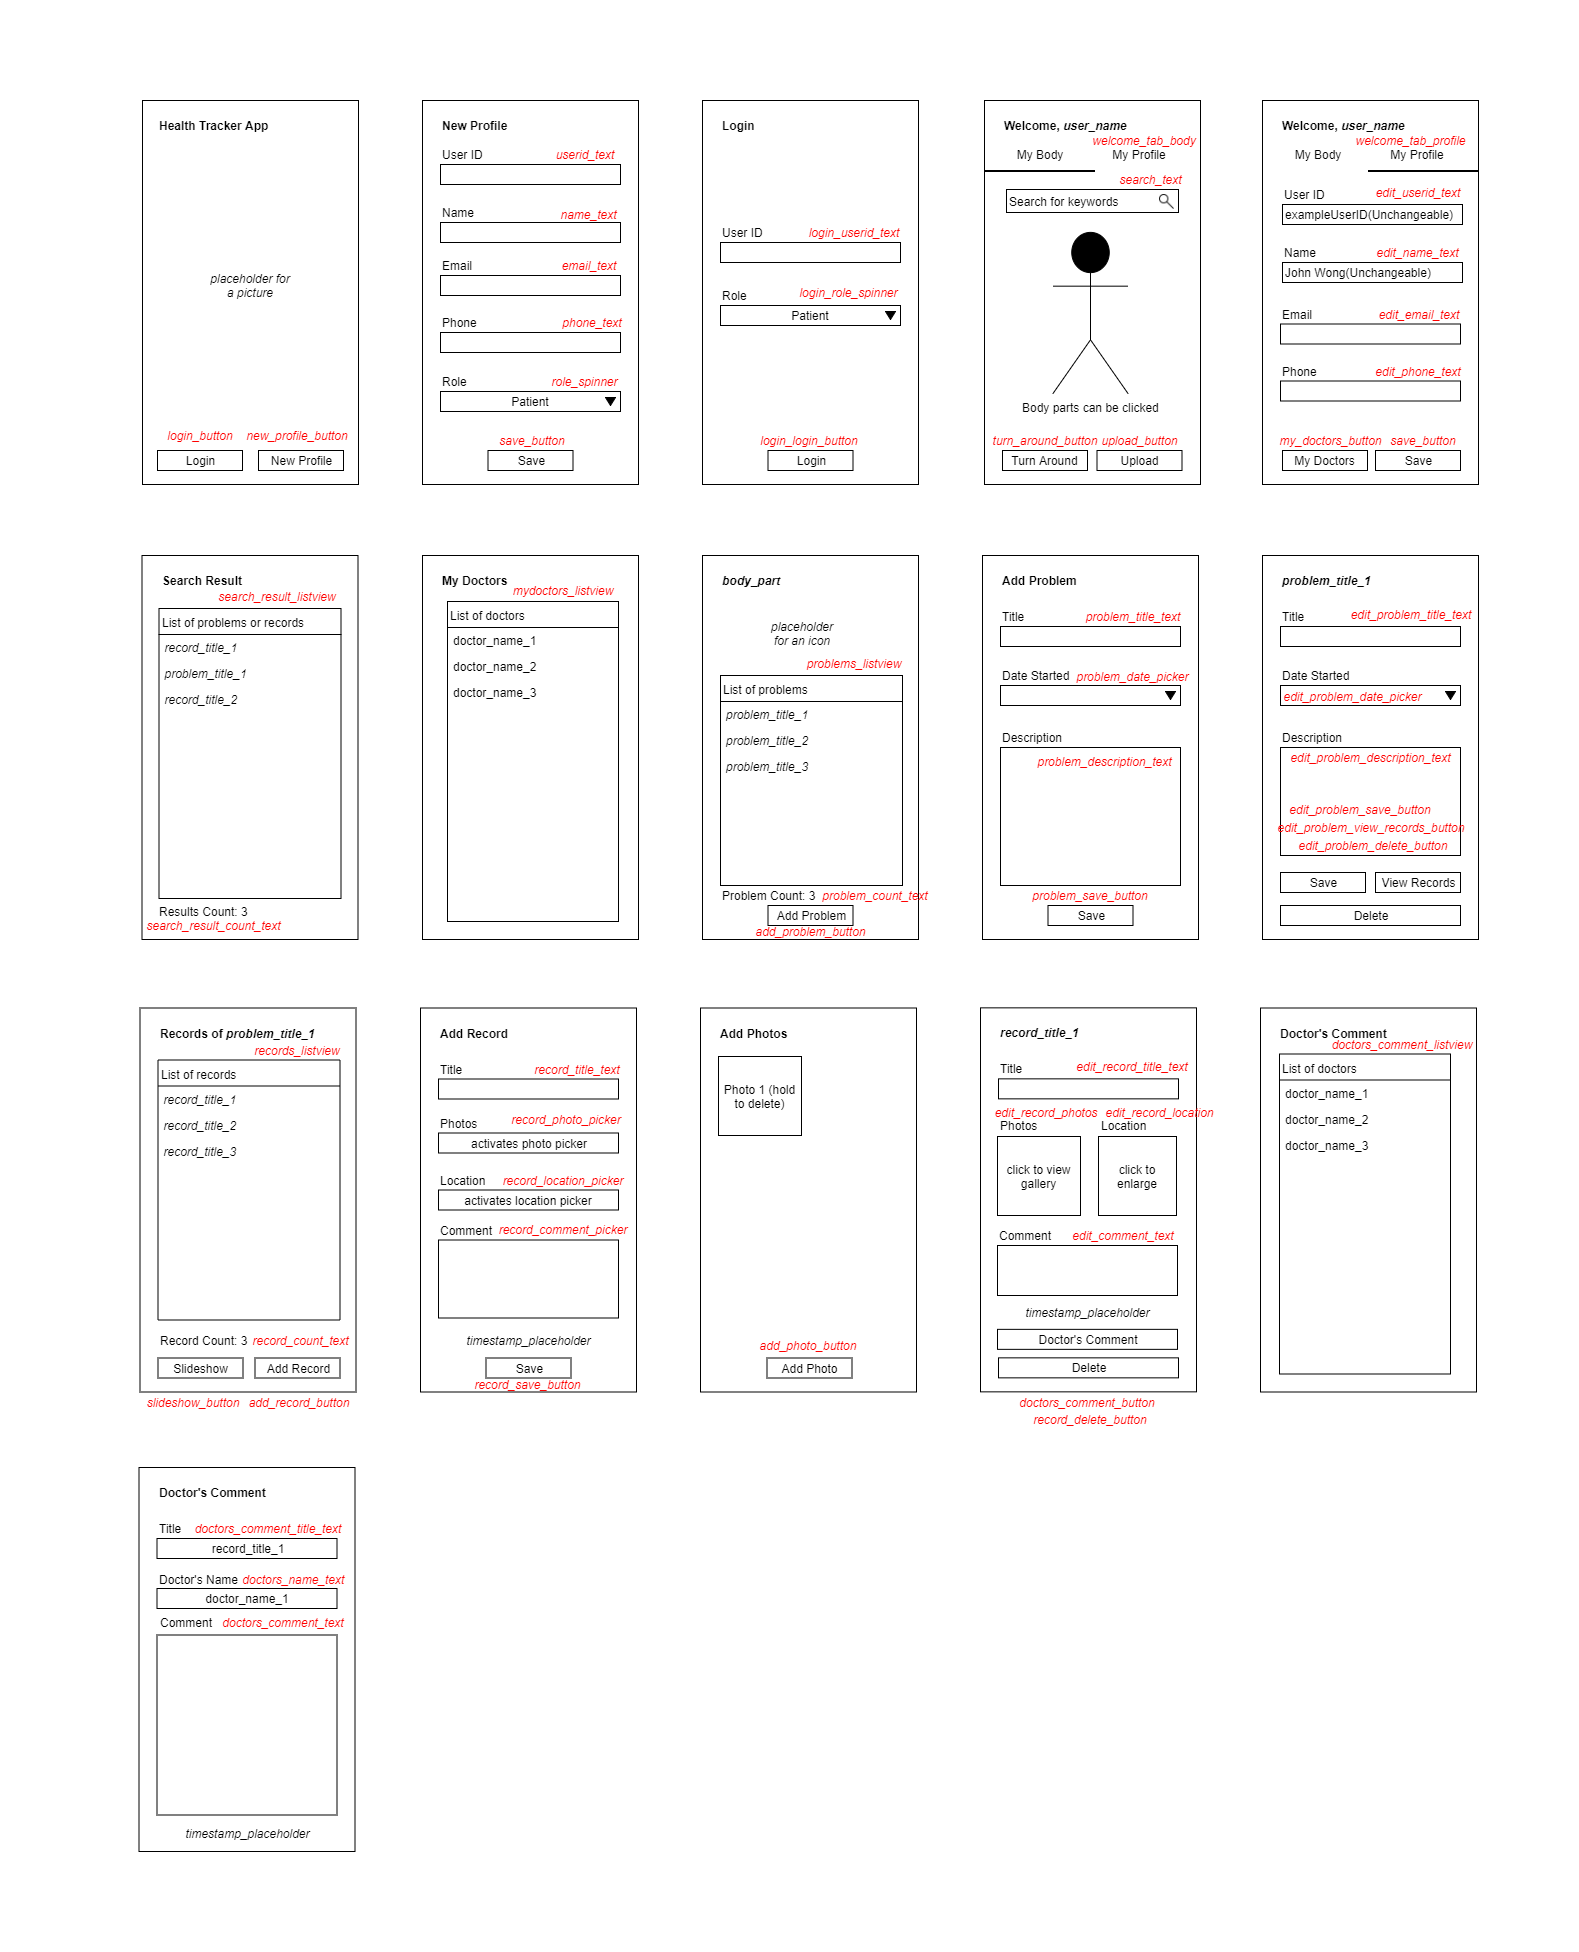 Health Tracker App
placeholder for
a picture
login_button new_profile_button
Login New Profile
New Profile
User ID userid_text
Name name_text
Email email_text
Phone phone_text
Role role_spinner
Patient
save_button
Save
Login
User ID login_userid_text
Role login_role_spinner
Patient
login_login_button
Login
Welcome, user_name
welcome_tab_body
My Body My Profile
search_text
Search for keywords
Body parts can be clicked
turn_around_button upload_button
Turn Around Upload
Welcome, user_name
welcome_tab_profile
My Body My Profile
User ID edit_userid_text
exampleUserID(Unchangeable)
Name edit_name_text
John Wong(Unchangeable)
Email edit_email_text
Phone edit_phone_text
my_doctors_button save_button
My Doctors Save
Search Result
search_result_listview
List of problems or records
record_title_1
problem_title_1
record_title_2
Results Count: 3
search_result_count_text
My Doctors
mydoctors_listview
List of doctors
doctor_name_1
doctor_name_2
doctor_name_3
body_part
placeholder
for an icon
problems_listview
List of problems
problem_title_1
problem_title_2
problem_title_3
Problem Count: 3 problem_count_text
Add Problem
add_problem_button
Add Problem
Title problem_title_text
Date Started problem_date_picker
Description
problem_description_text
problem_save_button
Save
problem_title_1
Title edit_problem_title_text
Date Started
edit_problem_date_picker
Description
edit_problem_description_text
edit_problem_save_button
edit_problem_view_records_button
edit_problem_delete_button
Save View Records
Delete
Records of problem_title_1
records_listview
List of records
record_title_1
record_title_2
record_title_3
Record Count: 3 record_count_text
Slideshow Add Record
slideshow_button add_record_button
Add Record
Title record_title_text
Photos record_photo_picker
activates photo picker
Location record_location_picker
activates location picker
Comment record_comment_picker
timestamp_placeholder
Save
record_save_button
Add Photos
Photo 1 (hold
to delete)
add_photo_button
Add Photo
record_title_1
Title edit_record_title_text
edit_record_photos edit_record_location
Photos Location
click to view
gallery
click to
enlarge
Comment edit_comment_text
timestamp_placeholder
Doctor's Comment
Delete
doctors_comment_button
record_delete_button
Doctor's Comment
doctors_comment_listview
List of doctors
doctor_name_1
doctor_name_2
doctor_name_3
Doctor's Comment
Title doctors_comment_title_text
record_title_1
Doctor's Name doctors_name_text
doctor_name_1
Comment doctors_comment_text
timestamp_placeholder